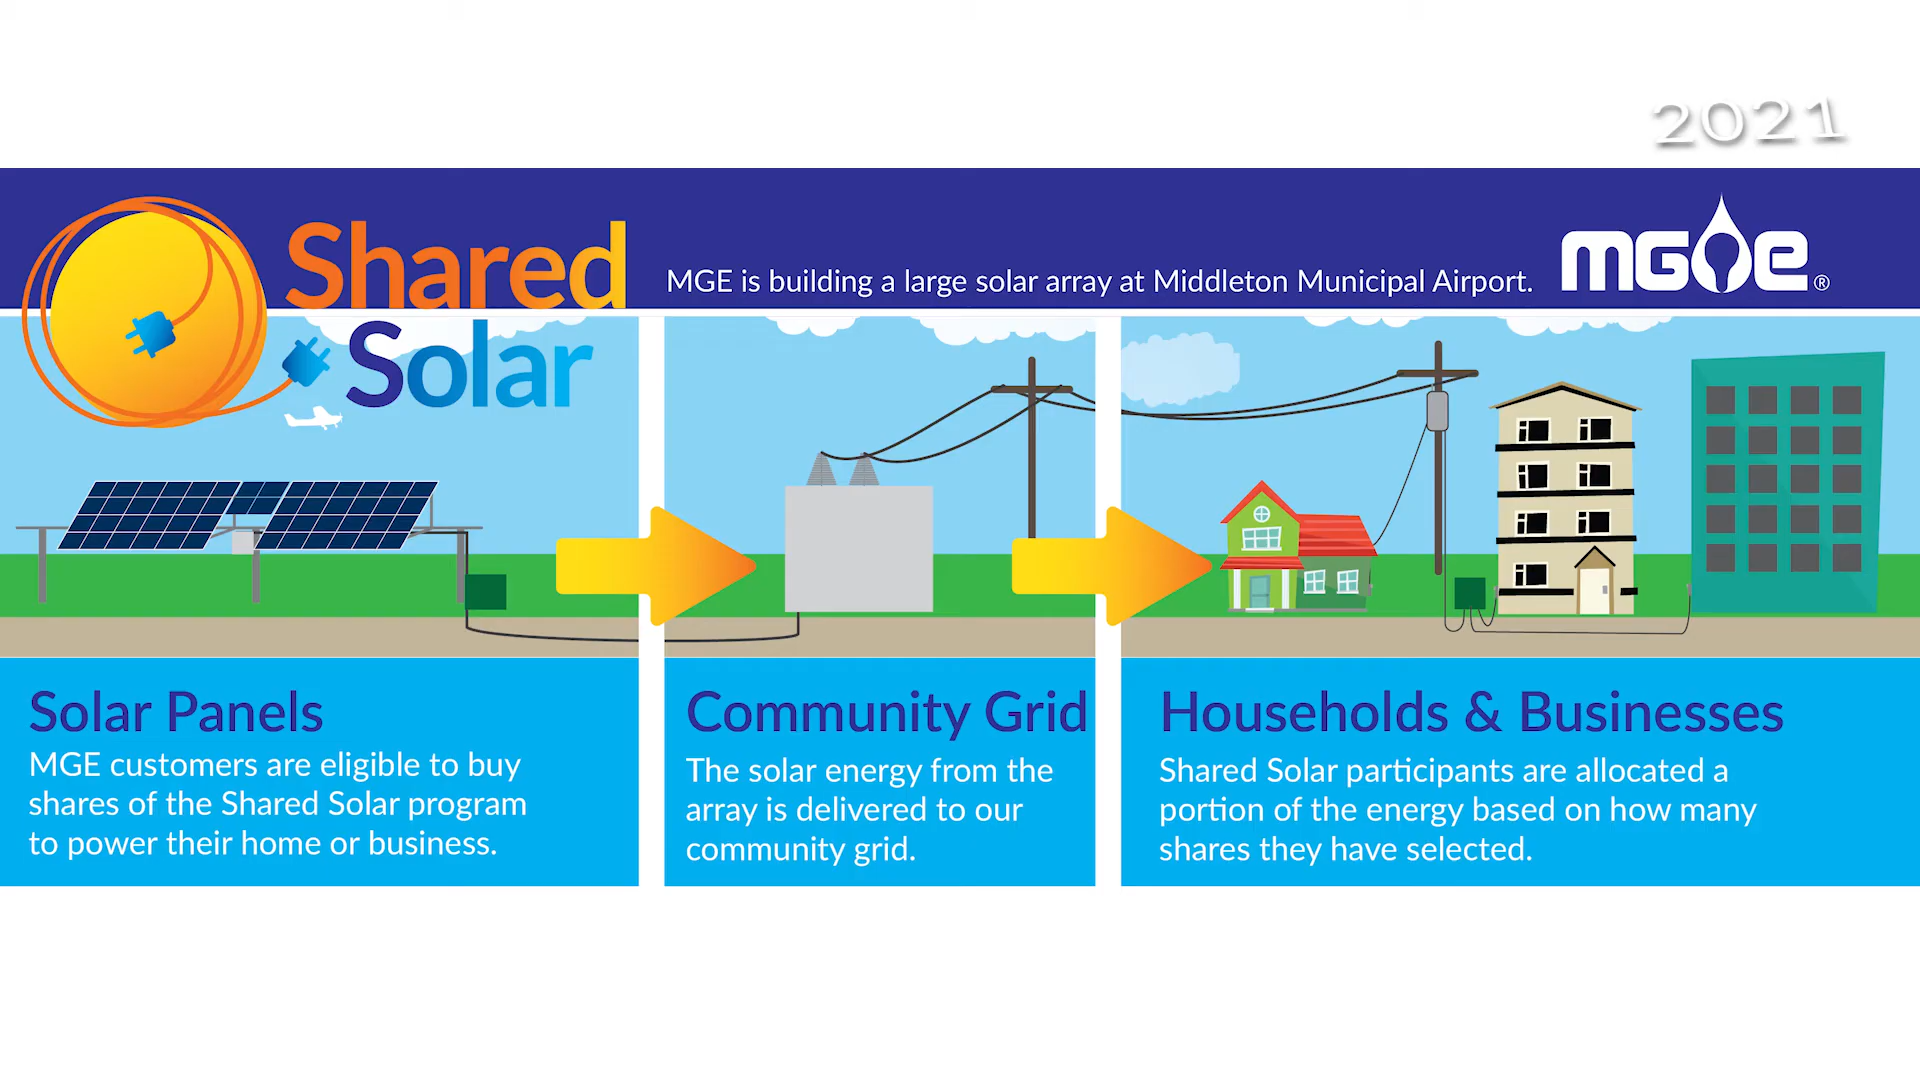 2021
Shared
Solar
MGE is building a large solar array at Middleton Municipal Airport.
mge®
Solar Panels
MGE customers are eligible to buy
shares of the Shared Solar program
to power their home or business.
Community Grid
The solar energy from the
array is delivered to our
community grid.
Households & Businesses
Shared Solar participants are allocated a
portion of the energy based on how many
shares they have selected.